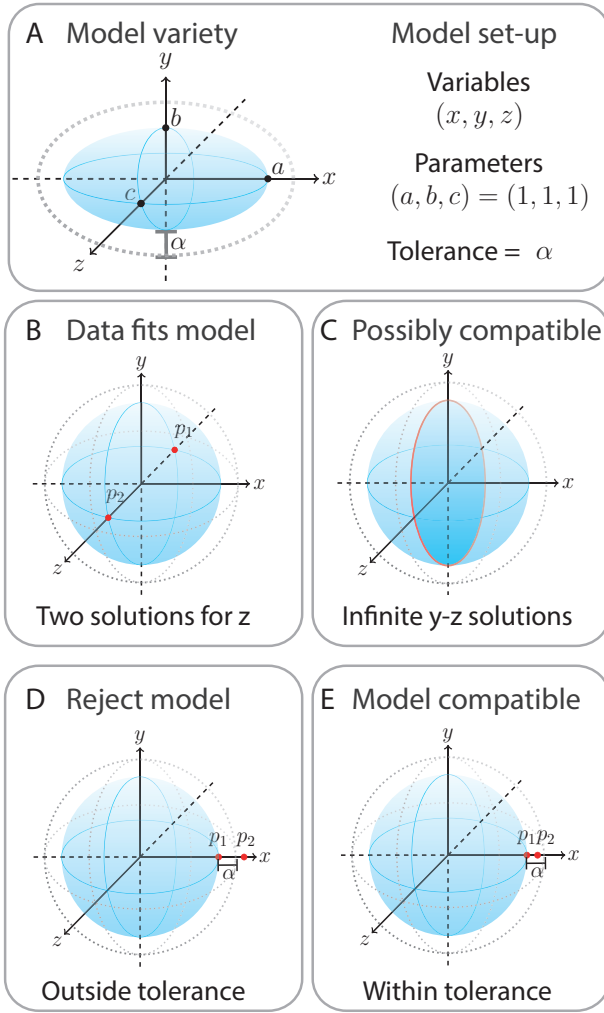 A Model variety
Model set-up
y
b
a
x
c
z
α
Variables
(x, y, z)
Parameters
(a, b, c) = (1, 1, 1)
Tolerance = α
B Data fits model
y
p₁
p₂
x
z
Two solutions for z
C Possibly compatible
y
x
z
Infinite y-z solutions
D Reject model
y
p₁ p₂
x
α
z
Outside tolerance
E Model compatible
y
p₁p₂
x
α
z
Within tolerance